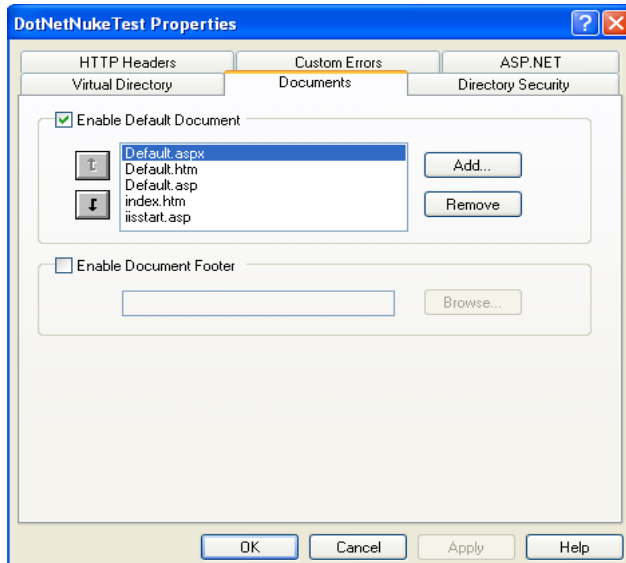 DotNetNukeTest Properties
HTTP Headers
Custom Errors
ASP.NET
Virtual Directory
Documents
Directory Security
Enable Default Document
Default.aspx
Default.htm
Default.asp
index.htm
iisstart.asp
Add...
Remove
Enable Document Footer
Browse...
OK
Cancel
Apply
Help